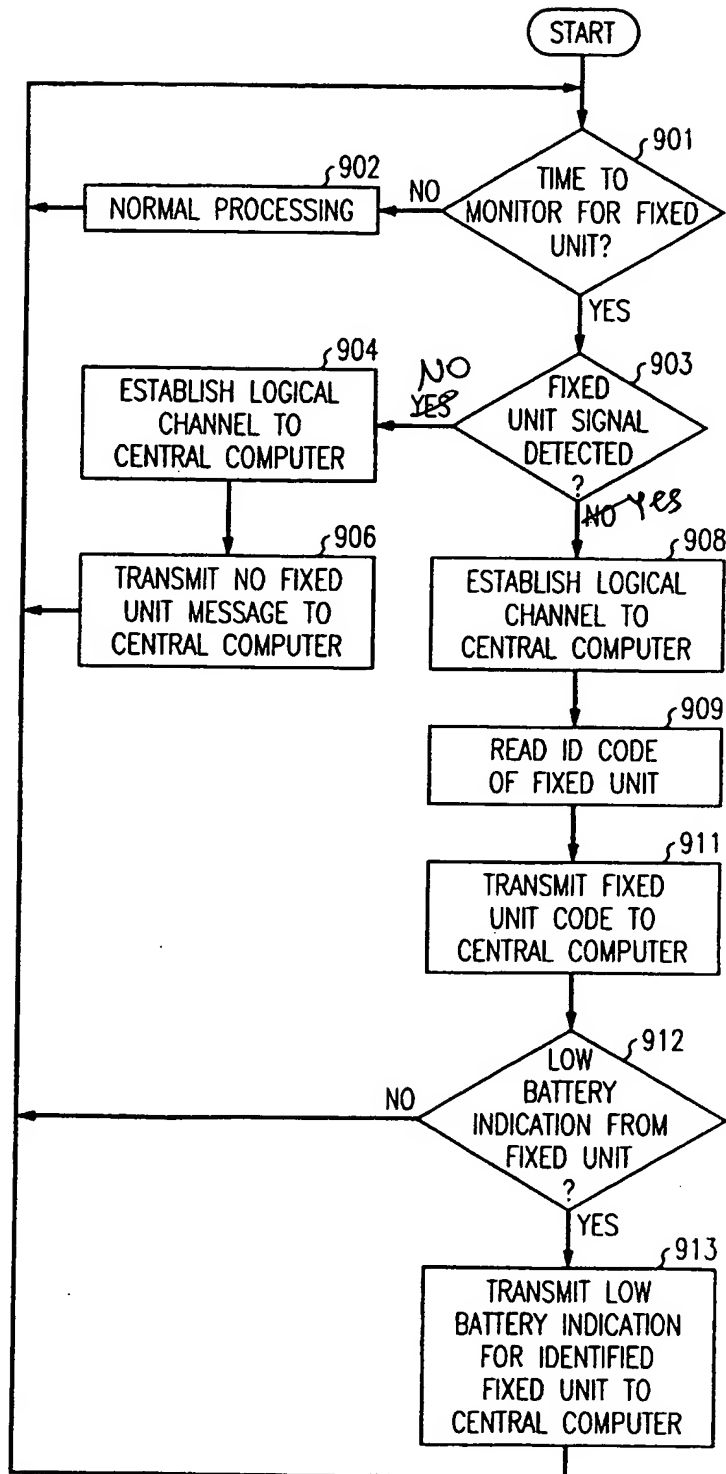 START
901
TIME TO
MONITOR FOR FIXED
UNIT?
NO
902
NORMAL PROCESSING
YES
903
FIXED
UNIT SIGNAL
DETECTED
?
NO
YES
904
ESTABLISH LOGICAL
CHANNEL TO
CENTRAL COMPUTER
906
TRANSMIT NO FIXED
UNIT MESSAGE TO
CENTRAL COMPUTER
NO yes
908
ESTABLISH LOGICAL
CHANNEL TO
CENTRAL COMPUTER
909
READ ID CODE
OF FIXED UNIT
911
TRANSMIT FIXED
UNIT CODE TO
CENTRAL COMPUTER
912
LOW
BATTERY
INDICATION FROM
FIXED UNIT
?
NO
YES
913
TRANSMIT LOW
BATTERY INDICATION
FOR IDENTIFIED
FIXED UNIT TO
CENTRAL COMPUTER